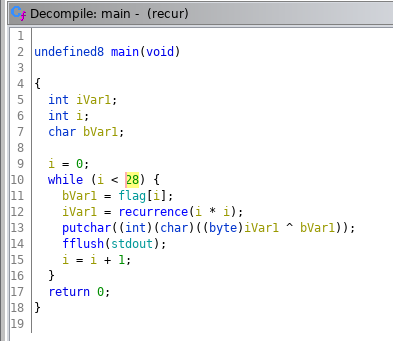 Decompile: main - (recur)
1
2 undefined8 main(void)
3
4 {
5 int iVar1;
6 int i;
7 char bVar1;
8
9 i = 0;
10 while (i < 28) {
11 bVar1 = flag[i];
12 iVar1 = recurrence(i * i);
13 putchar((int)(char)((byte)iVar1 ^ bVar1));
14 fflush(stdout);
15 i = i + 1;
16 }
17 return 0;
18 }
19